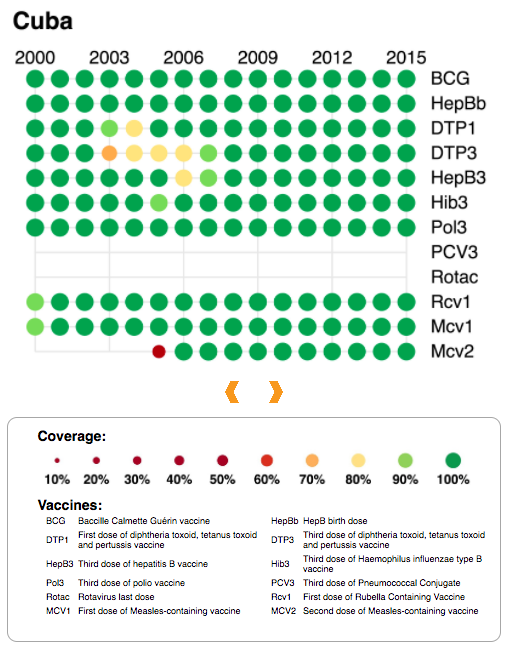 Cuba
2000 2003 2006 2009 2012 2015
BCG
HepBb
DTP1
DTP3
HepB3
Hib3
Pol3
PCV3
Rotac
Rcv1
Mcv1
Mcv2
Coverage:
10% 20% 30% 40% 50% 60% 70% 80% 90% 100%
Vaccines:
BCG Baccille Calmette Guérin vaccine HepBb HepB birth dose
DTP1 First dose of diphtheria toxoid, tetanus toxoid
and pertussis vaccine
DTP3 Third dose of diphtheria toxoid, tetanus toxoid
and pertussis vaccine
HepB3 Third dose of hepatitis B vaccine
Hib3 Third dose of Haemophilus influenzae type B
vaccine
Pol3 Third dose of polio vaccine PCV3 Third dose of Pneumococcal Conjugate
Rotac Rotavirus last dose Rcv1 First dose of Rubella Containing Vaccine
MCV1 First dose of Measles-containing vaccine MCV2 Second dose of Measles-containing vaccine